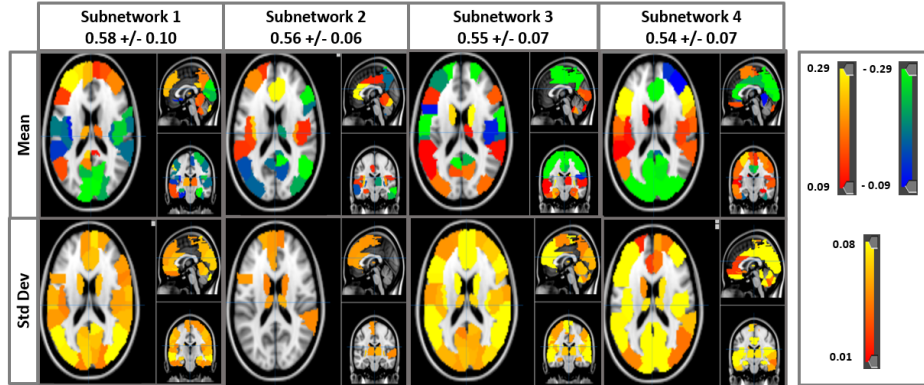 Subnetwork 1
0.58 +/- 0.10
Subnetwork 2
0.56 +/- 0.06
Subnetwork 3
0.55 +/- 0.07
Subnetwork 4
0.54 +/- 0.07
Mean
Std Dev
0.29
- 0.29
0.09
- 0.09
0.08
0.01